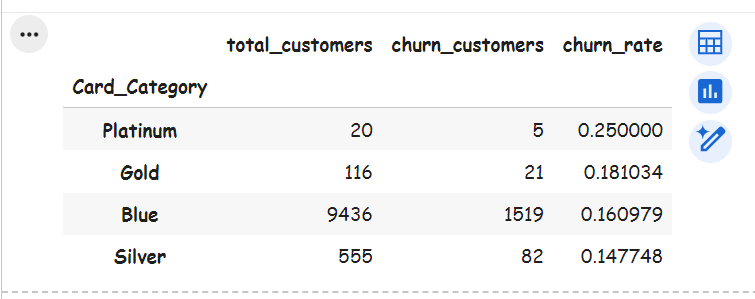 total_customers churn_customers churn_rate
Card_Category
Platinum 20 5 0.250000
Gold 116 21 0.181034
Blue 9436 1519 0.160979
Silver 555 82 0.147748